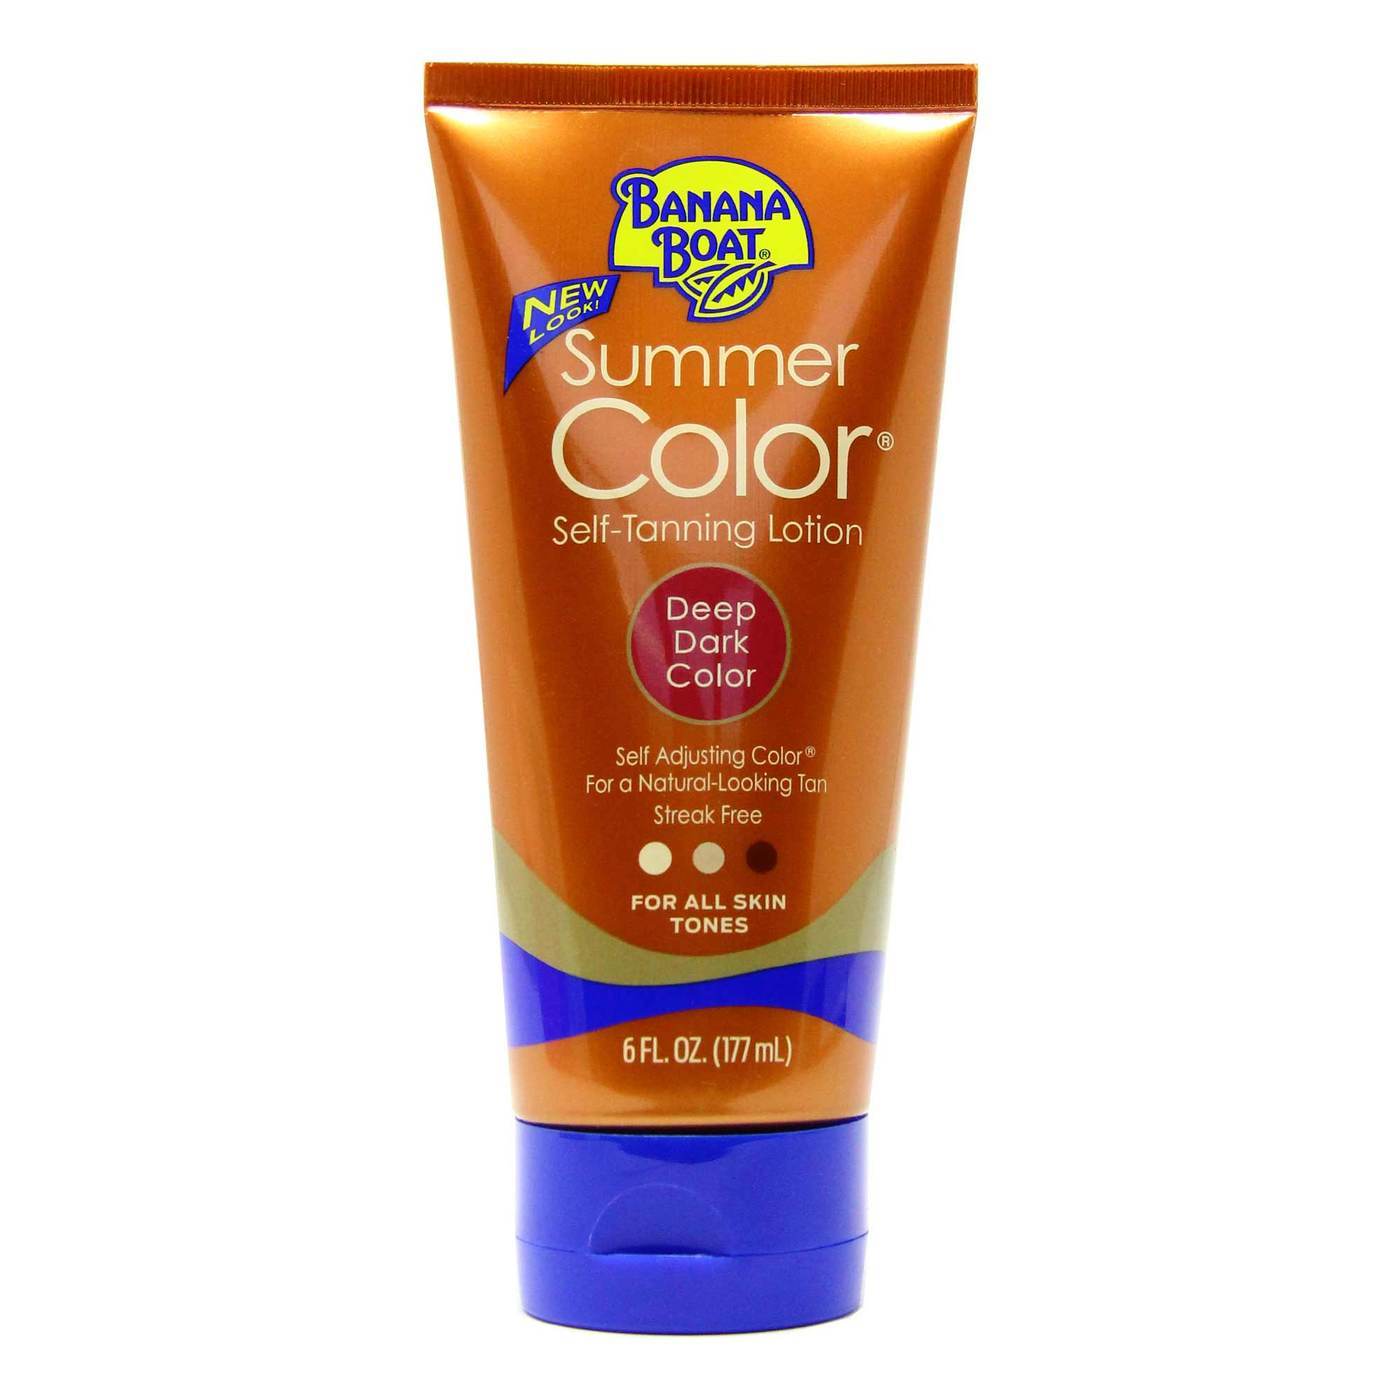 BANANA
BOAT®
NEW
LOOK!
Summer
Color®
Self-Tanning Lotion
Deep
Dark
Color
Self Adjusting Color®
For a Natural-Looking Tan
Streak Free
FOR ALL SKIN
TONES
6 FL. OZ. (177 mL)